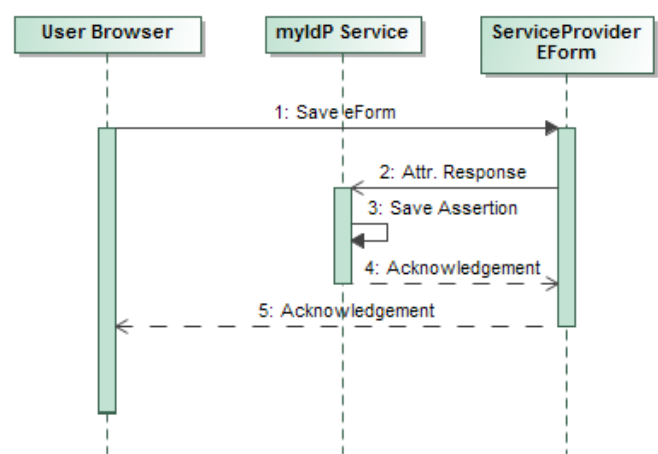 User Browser
myIdP Service
ServiceProvider
EForm
1: Save eForm
2: Attr. Response
3: Save Assertion
4: Acknowledgement
5: Acknowledgement